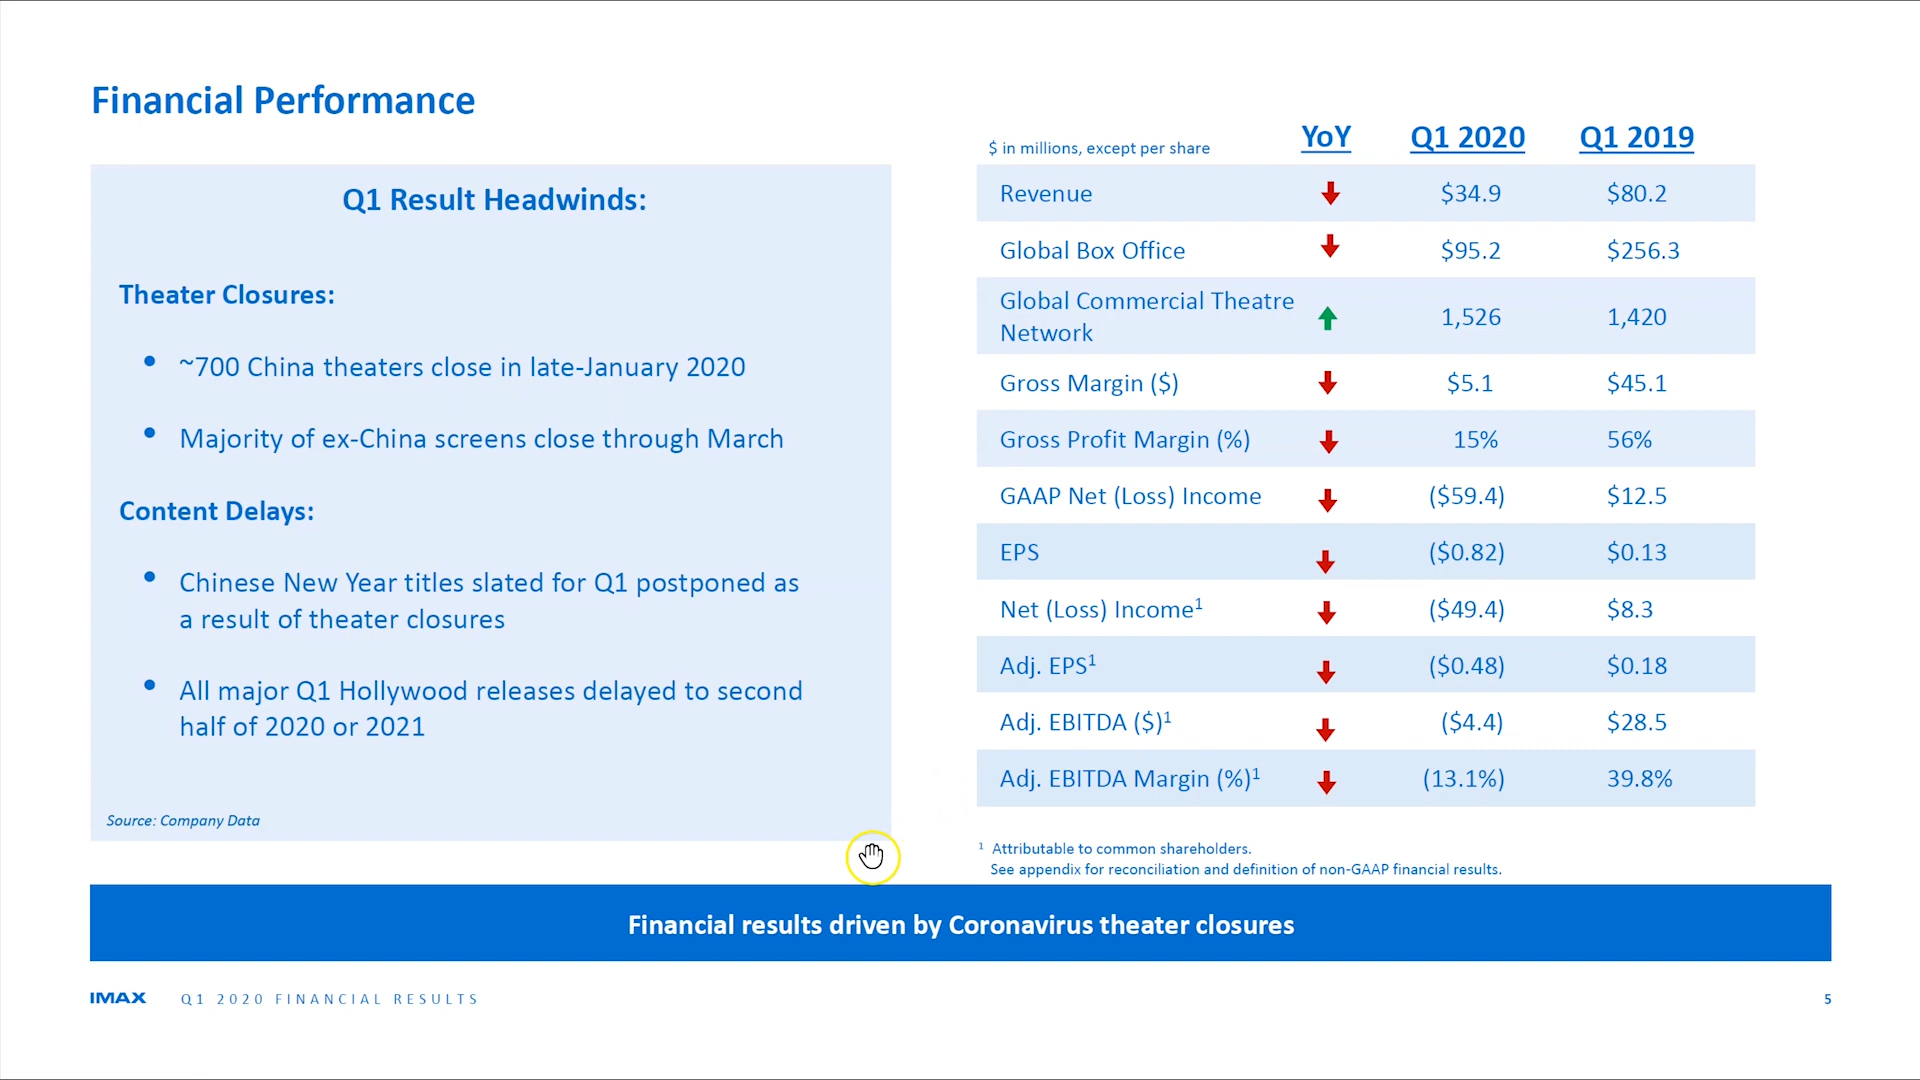 Financial Performance
Q1 Result Headwinds:
Theater Closures:
• ~700 China theaters close in late-January 2020
• Majority of ex-China screens close through March
Content Delays:
• Chinese New Year titles slated for Q1 postponed as
a result of theater closures
• All major Q1 Hollywood releases delayed to second
half of 2020 or 2021
Source: Company Data
$ in millions, except per share YoY Q1 2020 Q1 2019
Revenue $34.9 $80.2
Global Box Office $95.2 $256.3
Global Commercial Theatre
Network 1,526 1,420
Gross Margin ($) $5.1 $45.1
Gross Profit Margin (%) 15% 56%
GAAP Net (Loss) Income ($59.4) $12.5
EPS ($0.82) $0.13
Net (Loss) Income¹ ($49.4) $8.3
Adj. EPS¹ ($0.48) $0.18
Adj. EBITDA ($)¹ ($4.4) $28.5
Adj. EBITDA Margin (%)¹ (13.1%) 39.8%
¹ Attributable to common shareholders.
See appendix for reconciliation and definition of non-GAAP financial results.
Financial results driven by Coronavirus theater closures
IMAX Q1 2020 FINANCIAL RESULTS 5